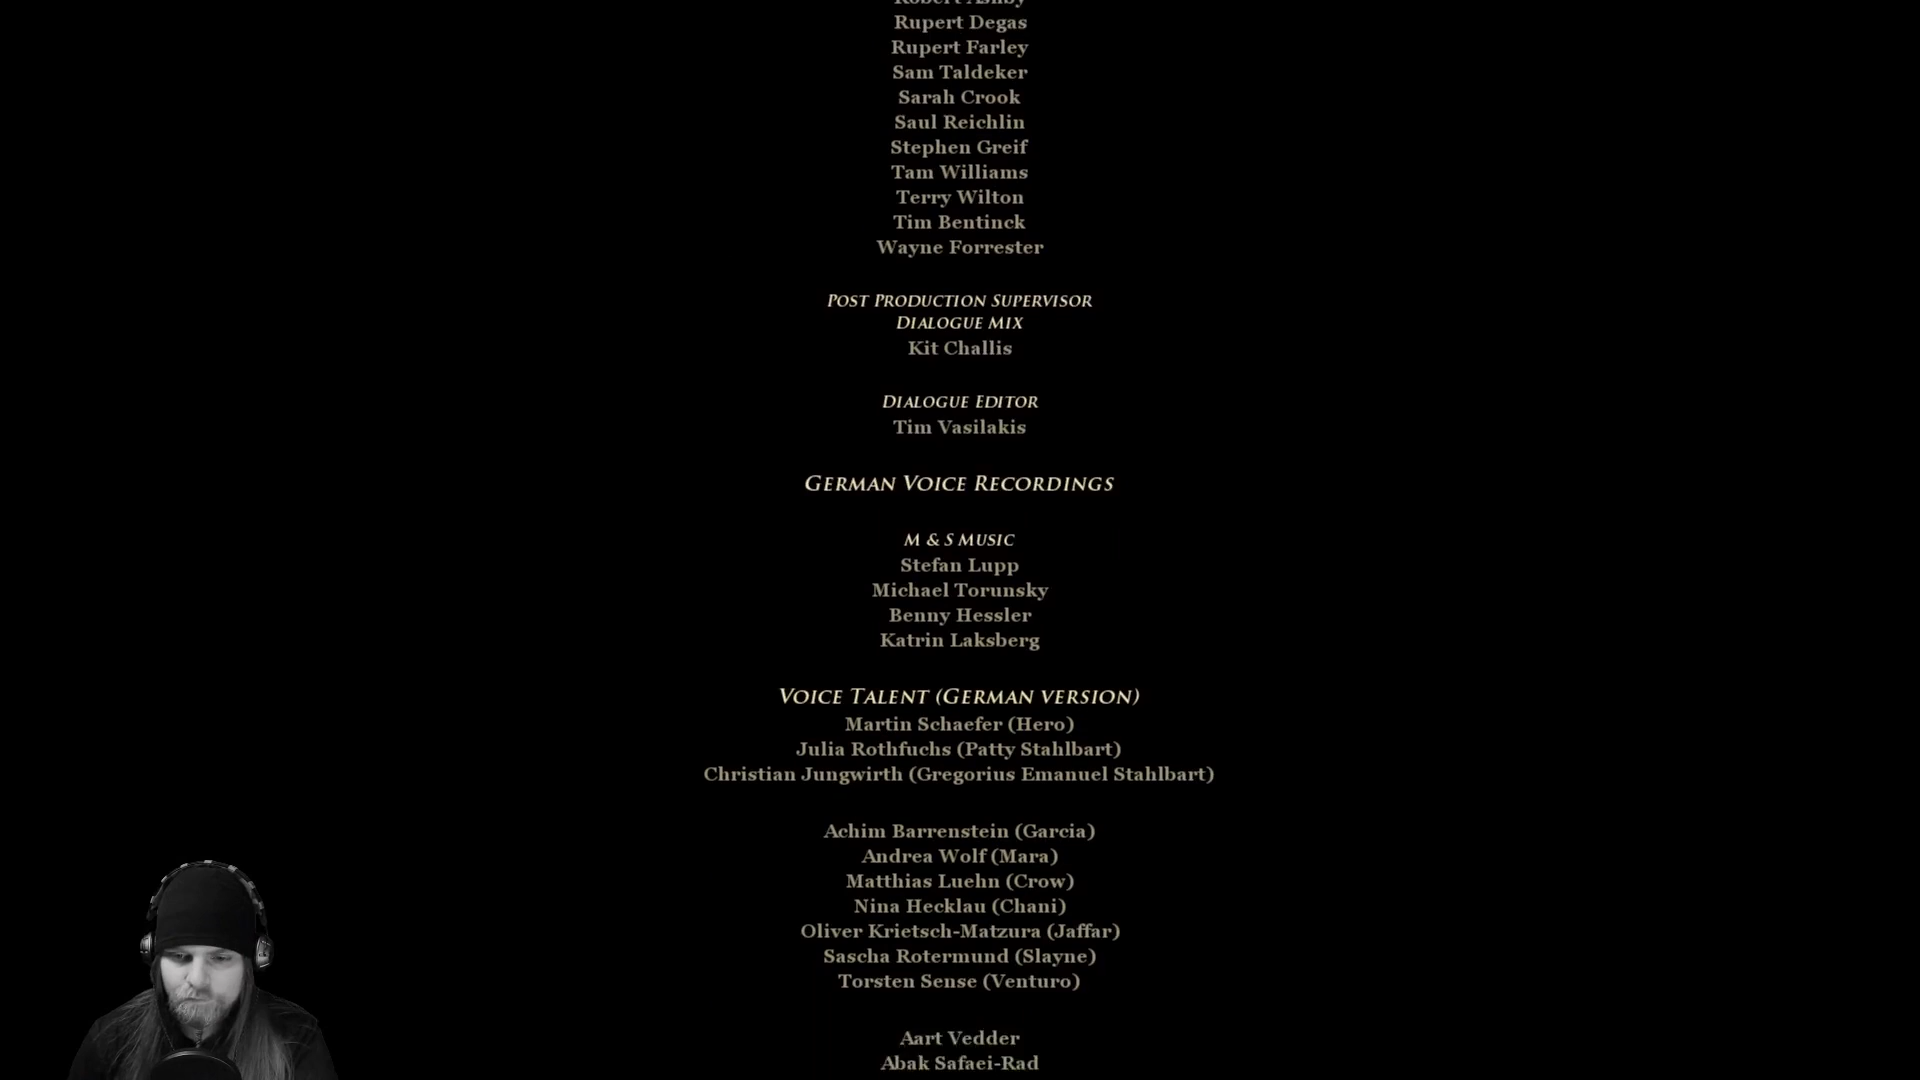 Robert Ashby
Rupert Degas
Rupert Farley
Sam Taldeker
Sarah Crook
Saul Reichlin
Stephen Greif
Tam Williams
Terry Wilton
Tim Bentinck
Wayne Forrester
Post Production Supervisor
Dialogue Mix
Kit Challis
Dialogue Editor
Tim Vasilakis
German Voice Recordings
M & S Music
Stefan Lupp
Michael Torunsky
Benny Hessler
Katrin Laksberg
Voice Talent (German version)
Martin Schaefer (Hero)
Julia Rothfuchs (Patty Stahlbart)
Christian Jungwirth (Gregorius Emanuel Stahlbart)
Achim Barrenstein (Garcia)
Andrea Wolf (Mara)
Matthias Luehn (Crow)
Nina Hecklau (Chani)
Oliver Krietsch-Matzura (Jaffar)
Sascha Rotermund (Slayne)
Torsten Sense (Venturo)
Aart Vedder
Abak Safaei-Rad